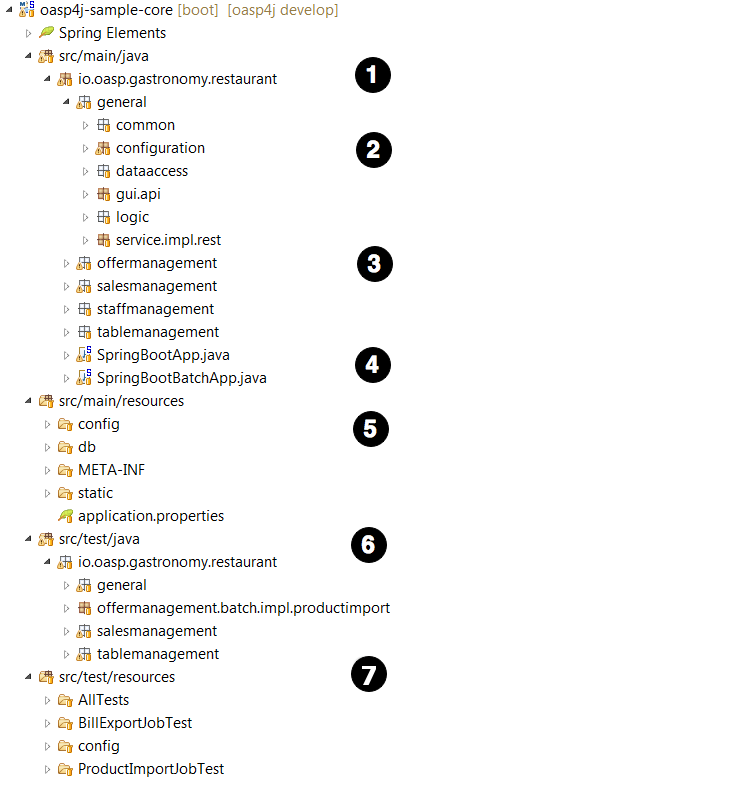 oasp4j-sample-core [boot] [oasp4j develop]
Spring Elements
src/main/java
io.oasp.gastronomy.restaurant 1
general
common
configuration 2
dataaccess
gui.api
logic
service.impl.rest
offermanagement 3
salesmanagement
staffmanagement
tablemanagement
SpringBootApp.java 4
SpringBootBatchApp.java
src/main/resources
config 5
db
META-INF
static
application.properties
src/test/java 6
io.oasp.gastronomy.restaurant
general
offermanagement.batch.impl.productimport
salesmanagement
tablemanagement
src/test/resources 7
AllTests
BillExportJobTest
config
ProductImportJobTest